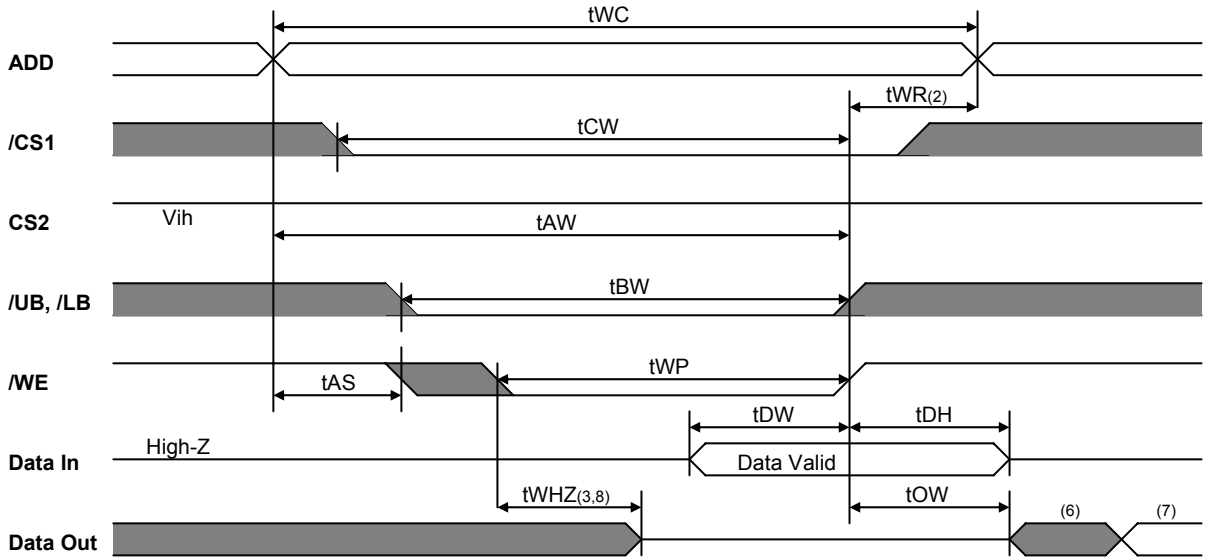 tWC
ADD
tWR(2)
/CS1
tCW
CS2
Vih
tAW
/UB, /LB
tBW
/WE
tAS
tWP
tDW
tDH
Data In
High-Z
Data Valid
tWHZ(3,8)
tOW
(6)
(7)
Data Out